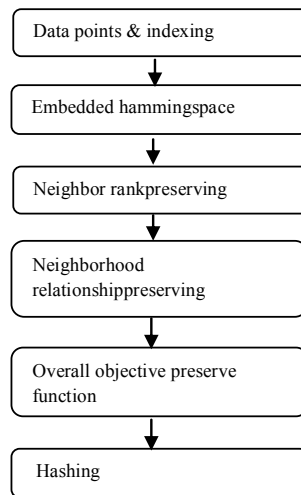 Data points & indexing
Embedded hammingspace
Neighbor rankpreserving
Neighborhood
relationshippreserving
Overall objective preserve
function
Hashing